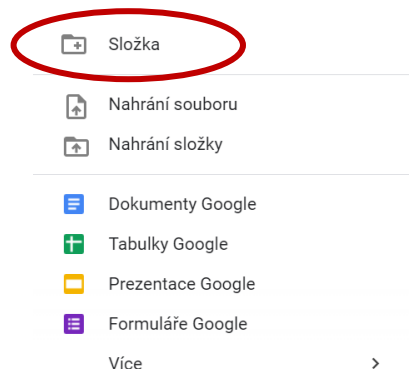 Složka
Nahrání souboru
Nahrání složky
Dokumenty Google
Tabulky Google
Prezentace Google
Formuláře Google
Více